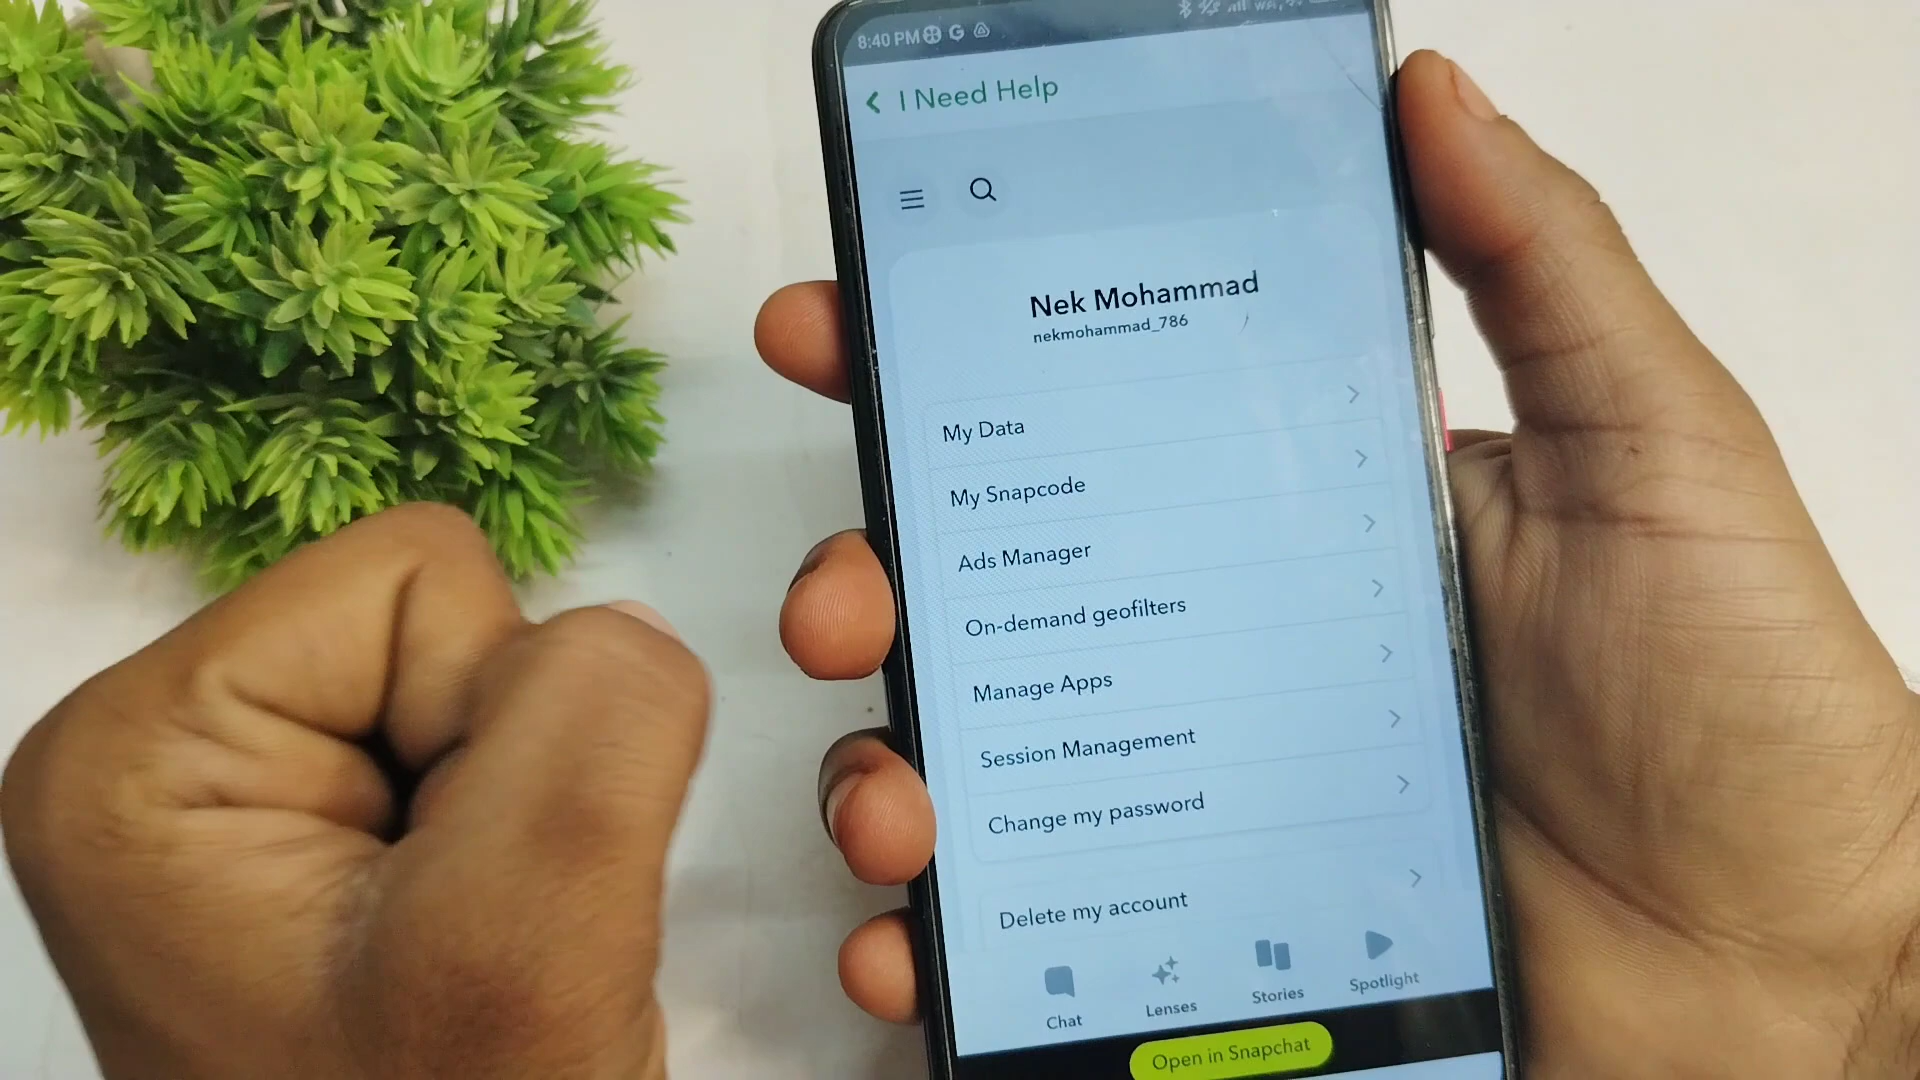 8:40 PM
I Need Help
Nek Mohammad
nekmohammad_786
My Data
My Snapcode
Ads Manager
On-demand geofilters
Manage Apps
Session Management
Change my password
Delete my account
Chat
Lenses
Stories
Spotlight
Open in Snapchat